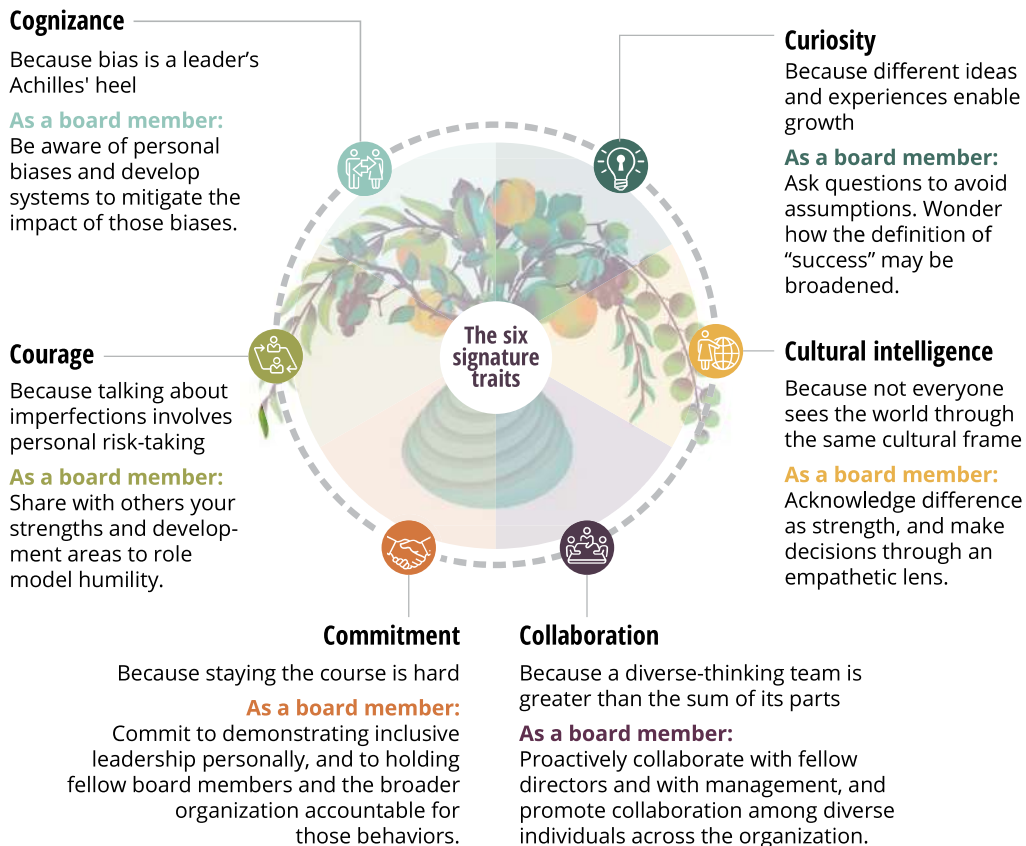 Cognizance
Because bias is a leader’s
Achilles' heel
As a board member:
Be aware of personal
biases and develop
systems to mitigate the
impact of those biases.
Curiosity
Because different ideas
and experiences enable
growth
As a board member:
Ask questions to avoid
assumptions. Wonder
how the definition of
“success” may be
broadened.
The six
signature
traits
Courage
Because talking about
imperfections involves
personal risk-taking
As a board member:
Share with others your
strengths and develop-
ment areas to role
model humility.
Cultural intelligence
Because not everyone
sees the world through
the same cultural frame
As a board member:
Acknowledge difference
as strength, and make
decisions through an
empathetic lens.
Commitment
Because staying the course is hard
As a board member:
Commit to demonstrating inclusive
leadership personally, and to holding
fellow board members and the broader
organization accountable for
those behaviors.
Collaboration
Because a diverse-thinking team is
greater than the sum of its parts
As a board member:
Proactively collaborate with fellow
directors and with management, and
promote collaboration among diverse
individuals across the organization.